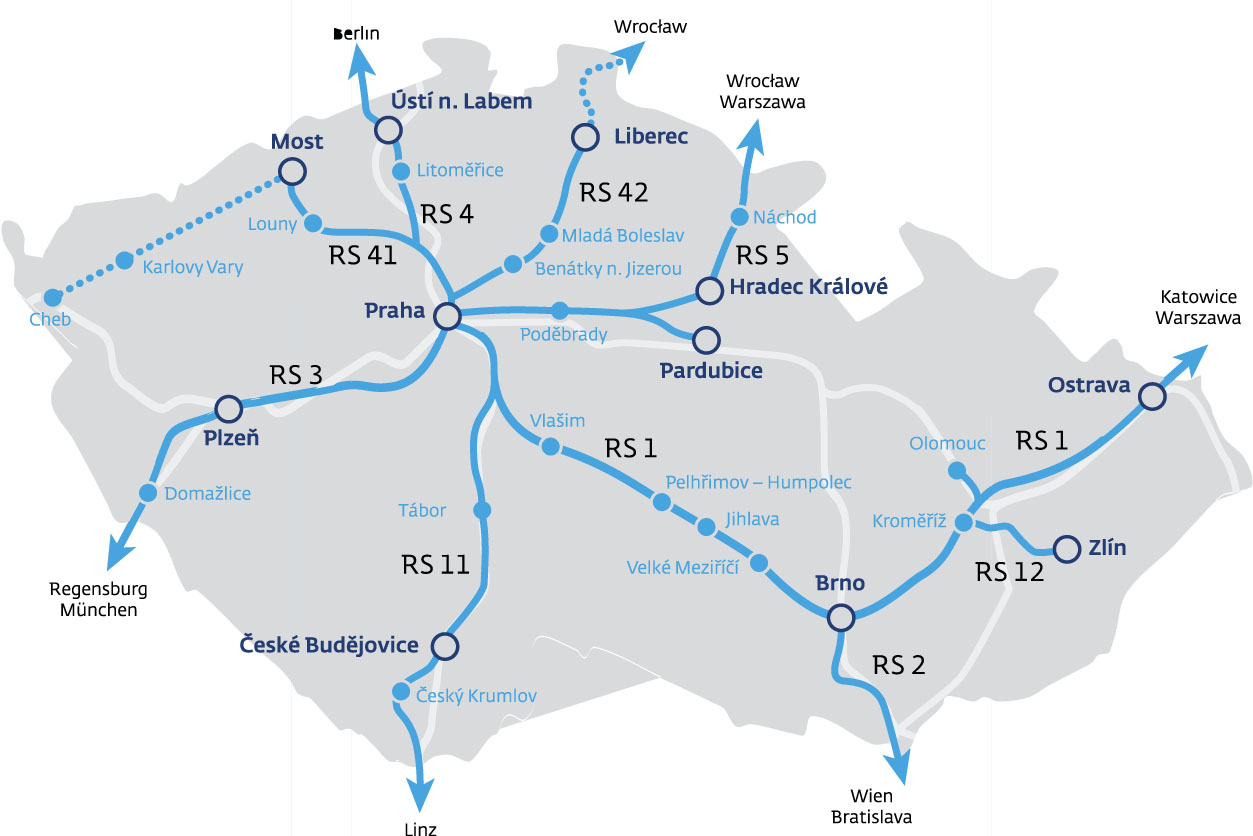 Berlin
Wrocław
Wrocław
Warszawa
Ústí n. Labem
Most
Liberec
Litoměřice
RS 42
RS 4
Louny
Náchod
Mladá Boleslav
RS 41
RS 5
Karlovy Vary
Benátky n. Jizerou
Hradec Králové
Katowice
Warszawa
Cheb
Praha
Poděbrady
Pardubice
RS 3
Ostrava
Plzeň
Vlašim
RS 1
Olomouc
RS 1
Pelhřimov – Humpolec
Domažlice
Tábor
Jihlava
Kroměříž
Zlín
RS 11
Velké Meziříčí
RS 12
Brno
Regensburg
München
České Budějovice
RS 2
Český Krumlov
Wien
Bratislava
Linz